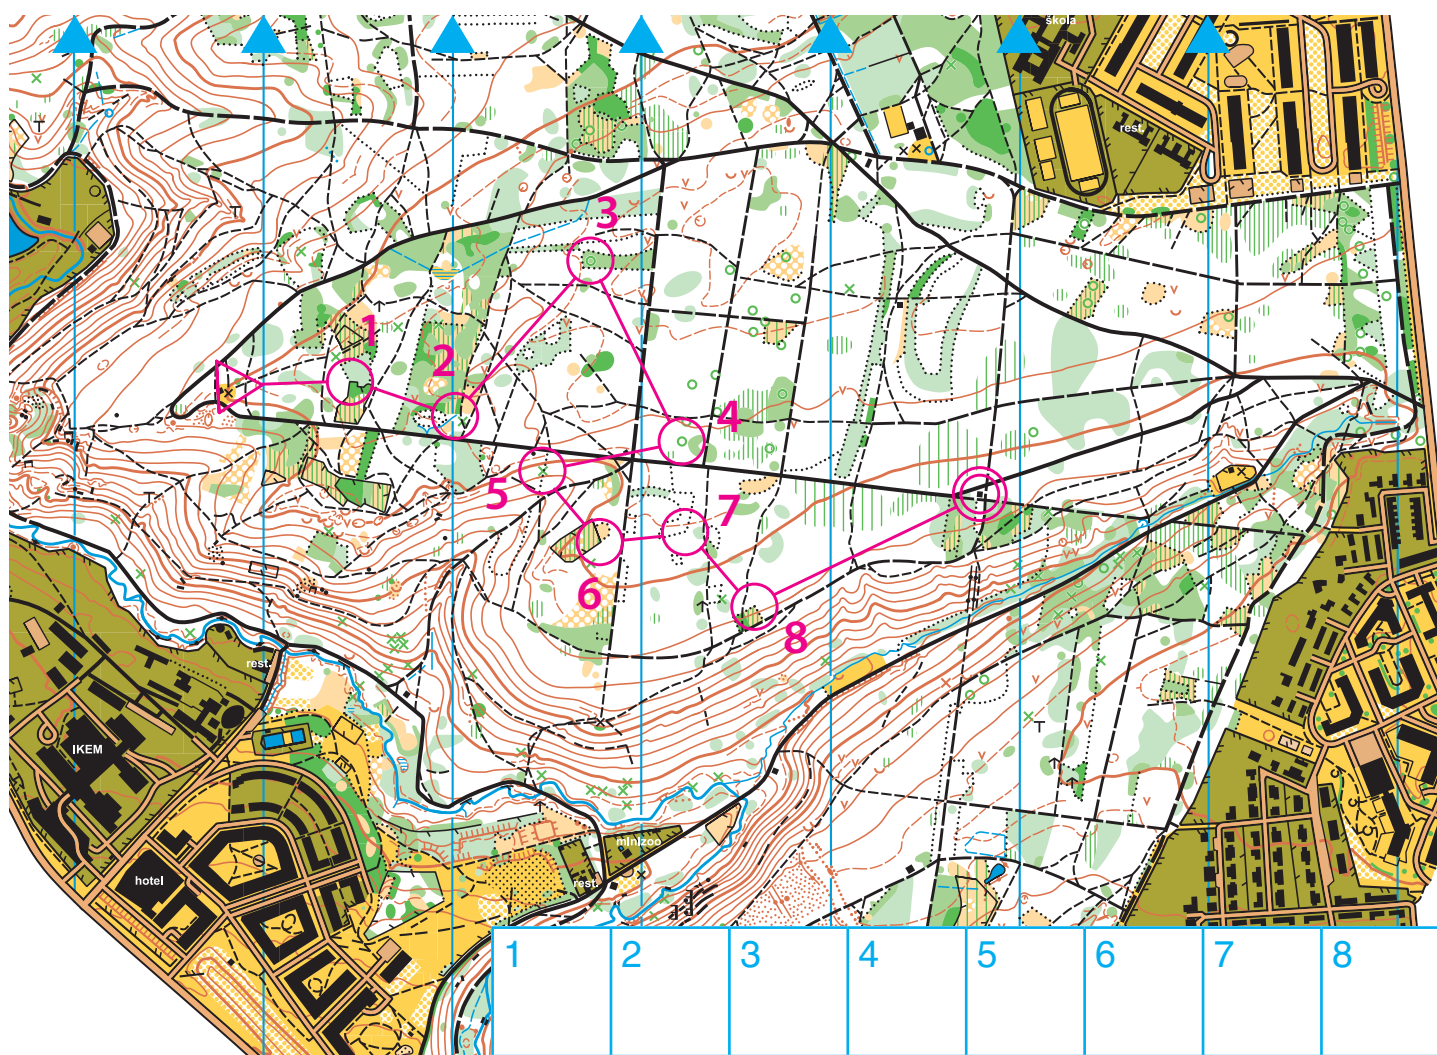 škola
rest.
3
1
2
4
5
7
6
8
rest.
IKEM
hotel
minizoo
rest.
1 2 3 4 5 6 7 8